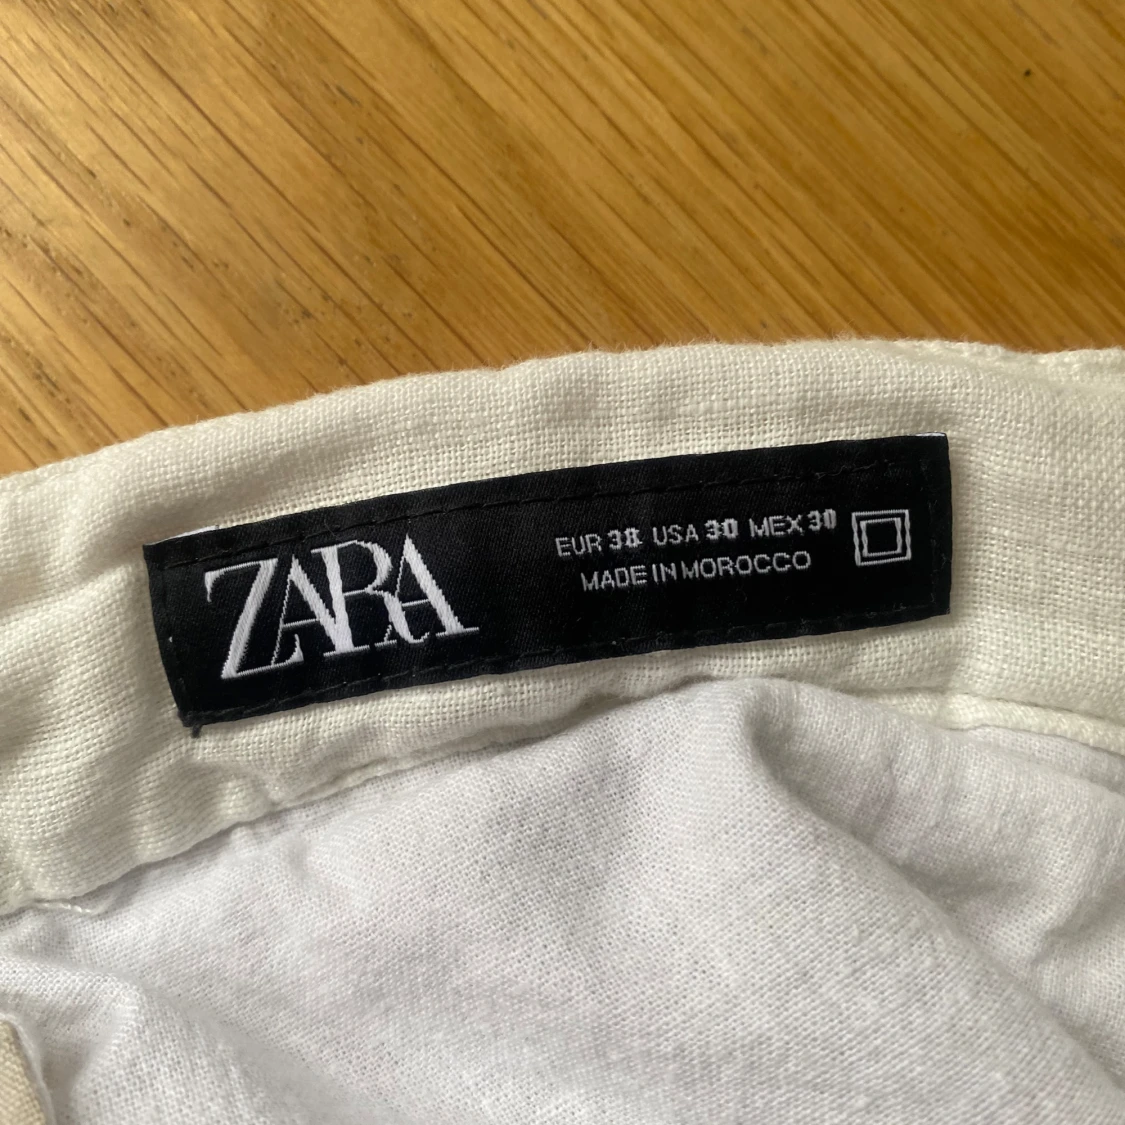 ZARA
EUR 38 USA 30 MEX 30
MADE IN MOROCCO